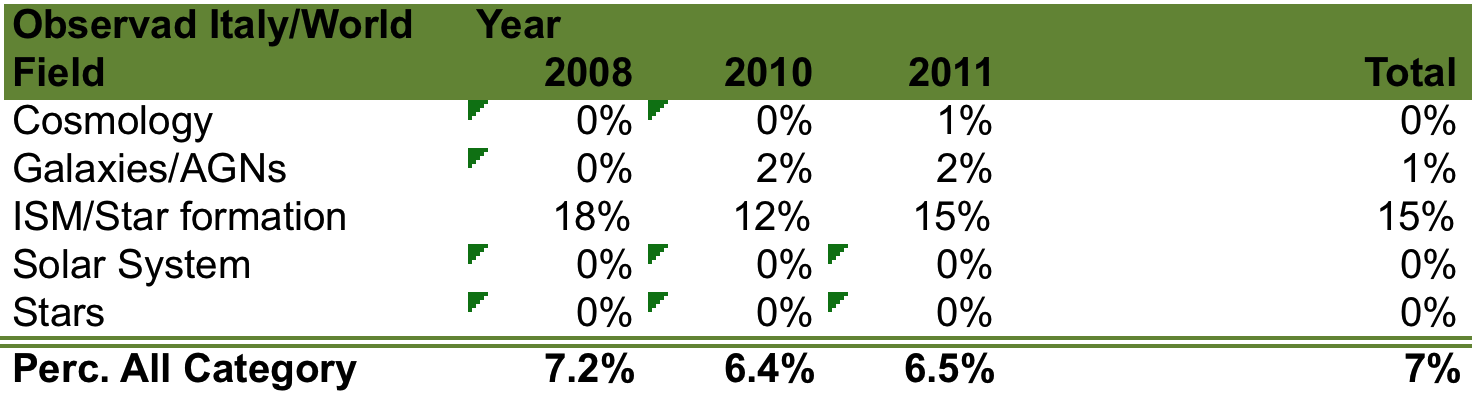 Observad Italy/World Year
Field 2008 2010 2011 Total
Cosmology 0% 0% 1% 0%
Galaxies/AGNs 0% 2% 2% 1%
ISM/Star formation 18% 12% 15% 15%
Solar System 0% 0% 0% 0%
Stars 0% 0% 0% 0%
Perc. All Category 7.2% 6.4% 6.5% 7%